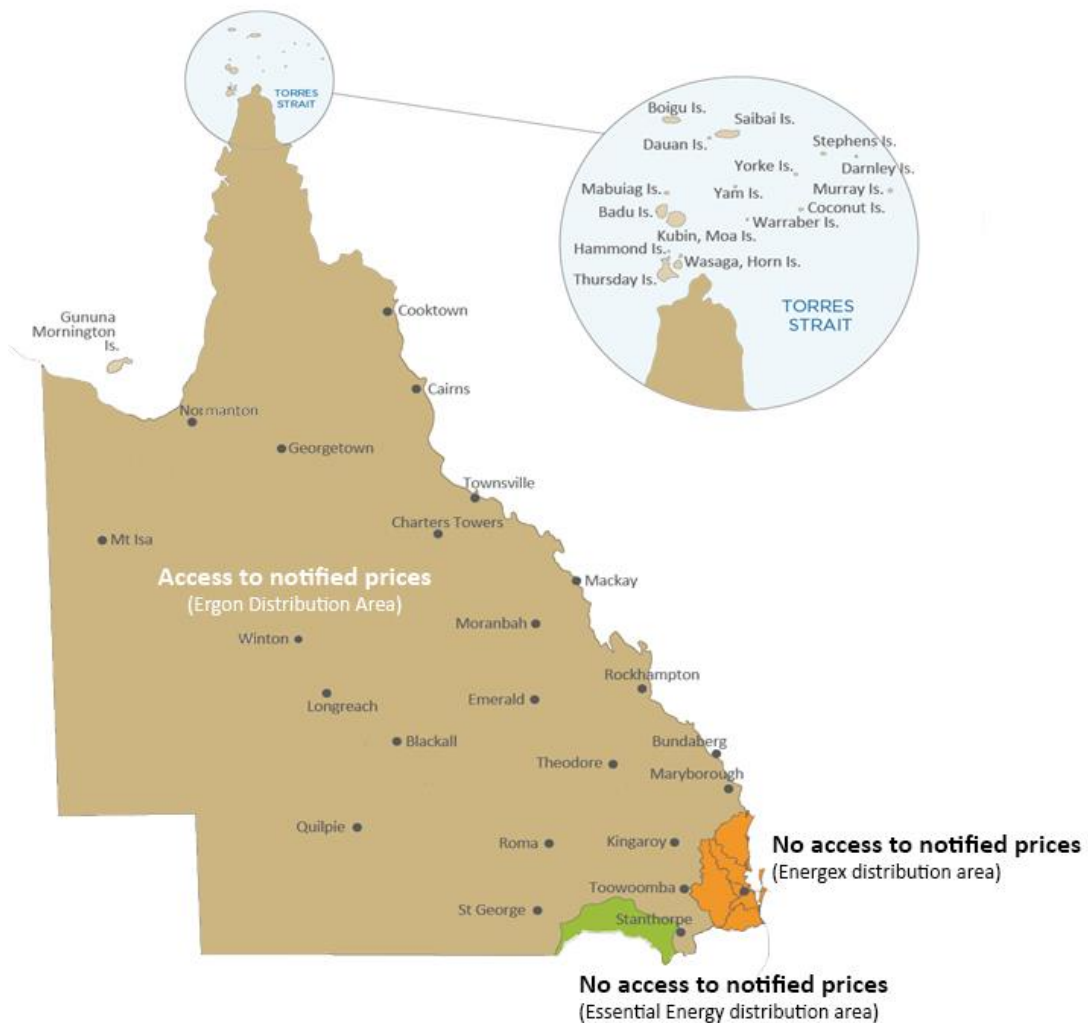 TORRES
STRAIT
Boigu Is.
Saibai Is.
Dauan Is.
Stephens Is.
Yorke Is.
Darnley Is.
Mabuiag Is.
Yam Is.
Murray Is.
Badu Is.
Coconut Is.
Warraber Is.
Kubin, Moa Is.
Hammond Is.
Wasaga, Horn Is.
Thursday Is.
TORRES
STRAIT
Cooktown
Gununa
Mornington
Is.
Cairns
Normanton
Georgetown
Townsville
Charters Towers
Mt Isa
Access to notified prices
(Ergon Distribution Area)
Mackay
Moranbah
Winton
Rockhampton
Longreach
Emerald
Blackall
Bundaberg
Theodore
Maryborough
Quilpie
Roma
Kingaroy
No access to notified prices
(Energex distribution area)
Toowoomba
St George
Stanthorpe
No access to notified prices
(Essential Energy distribution area)